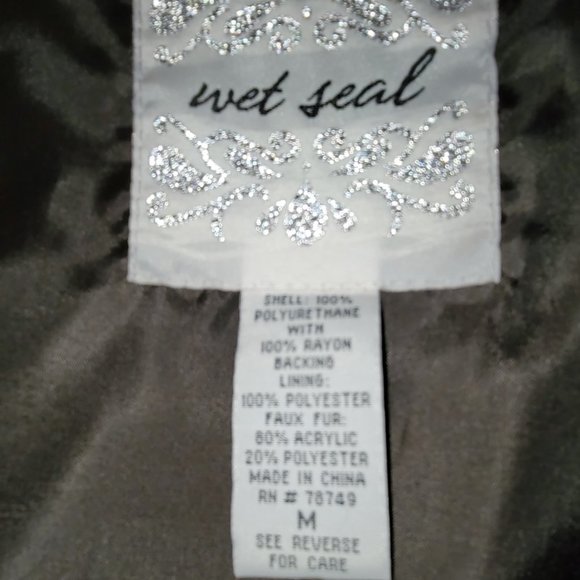 wet seal
SHELL: 100%
POLYURETHANE
WITH
100% RAYON
BACKING
LINING:
100% POLYESTER
FAUX FUR:
80% ACRYLIC
20% POLYESTER
MADE IN CHINA
RN # 78749
M
SEE REVERSE
FOR CARE